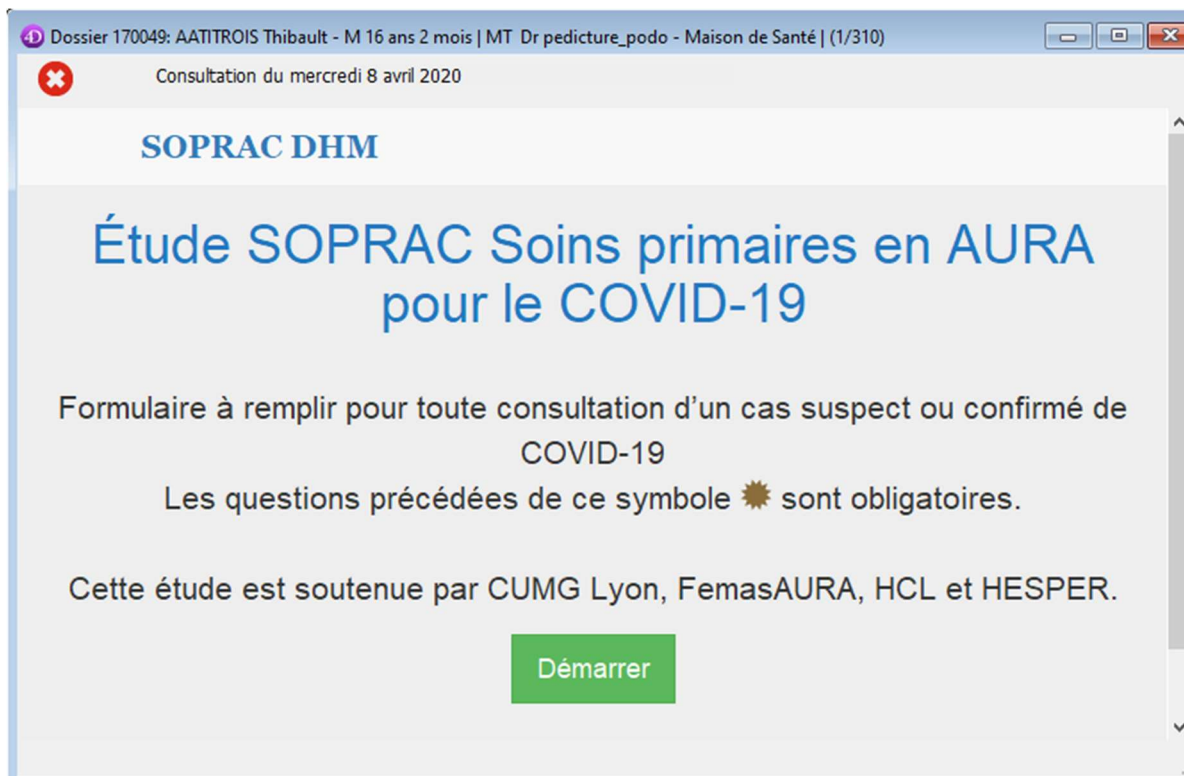 Dossier 170049: AATITROIS Thibault - M 16 ans 2 mois | MT Dr pedicture_podo - Maison de Santé | (1/310)
Consultation du mercredi 8 avril 2020
SOPRAC DHM
Étude SOPRAC Soins primaires en AURA
pour le COVID-19
Formulaire à remplir pour toute consultation d'un cas suspect ou confirmé de
COVID-19
Les questions précédées de ce symbole ✹ sont obligatoires.
Cette étude est soutenue par CUMG Lyon, FemasAURA, HCL et HESPER.
Démarrer